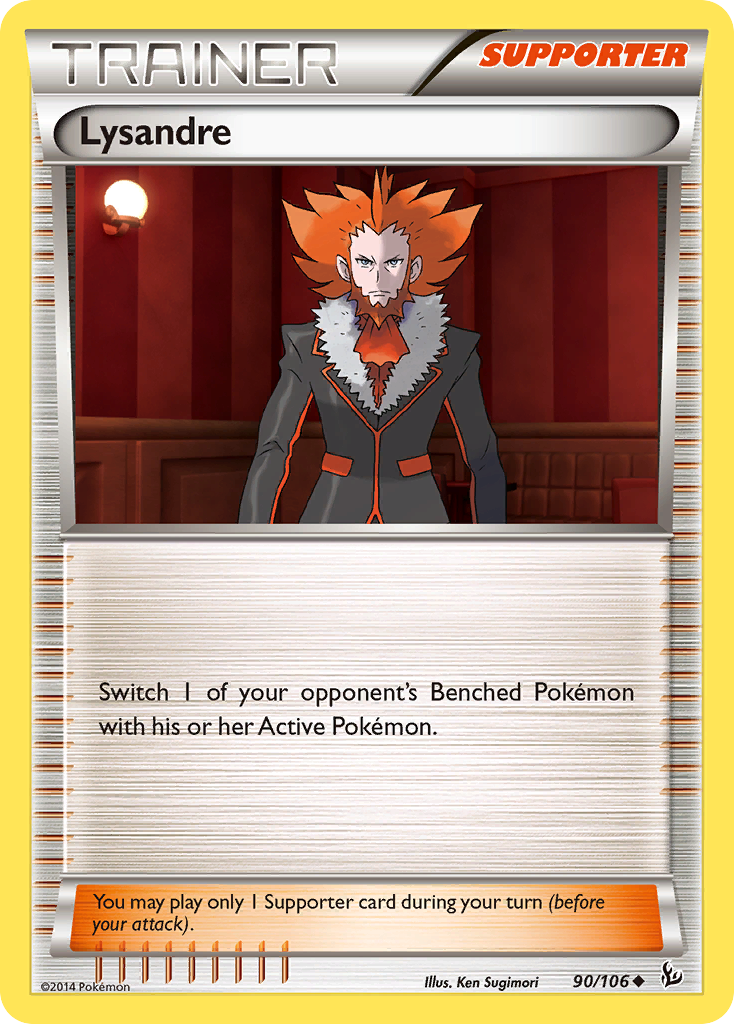 TRAINER
SUPPORTER
Lysandre
Switch 1 of your opponent's Benched Pokémon
with his or her Active Pokémon.
You may play only 1 Supporter card during your turn (before
your attack).
©2014 Pokémon
Illus. Ken Sugimori
90/106